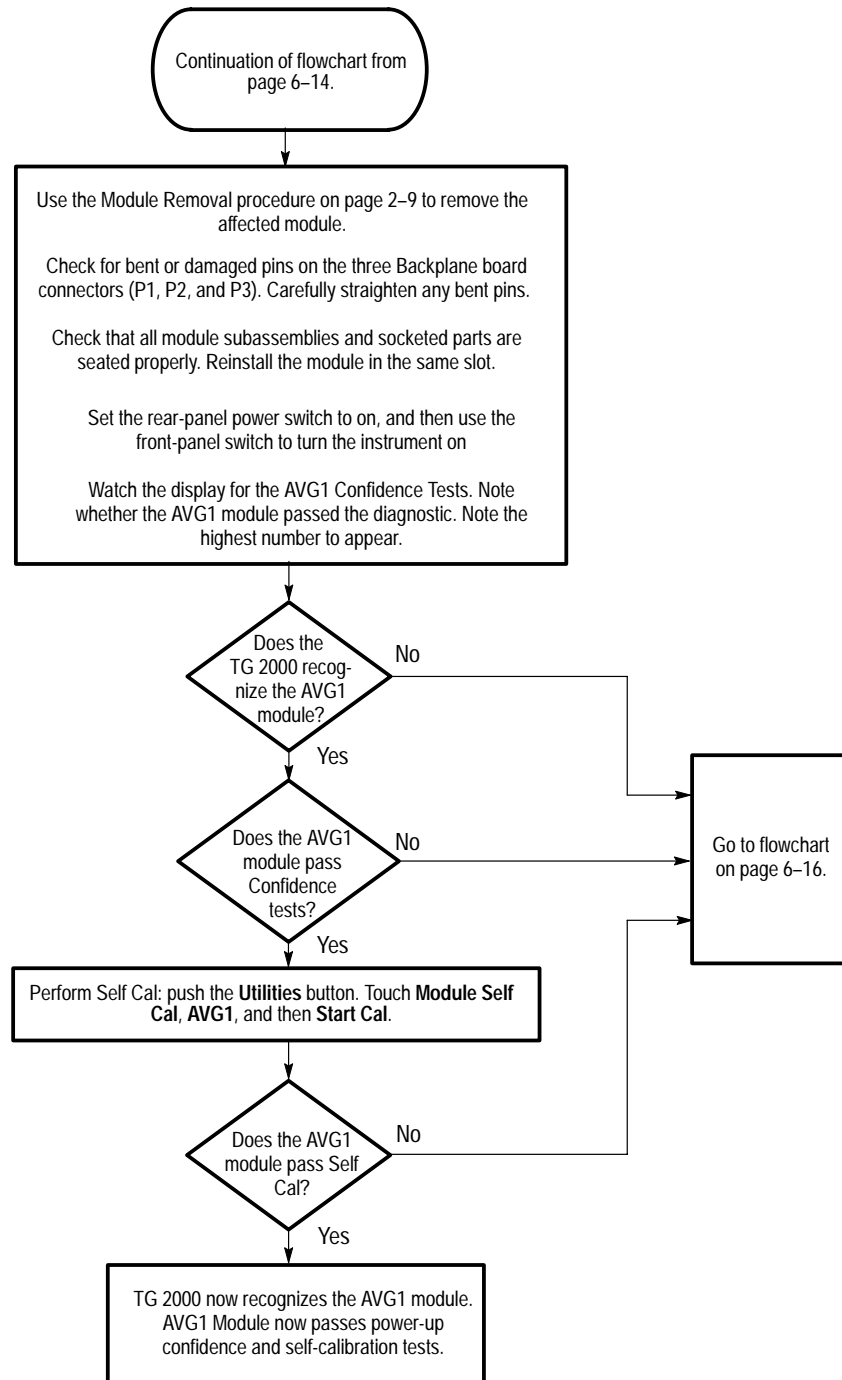 Continuation of flowchart from
page 6–14.
Use the Module Removal procedure on page 2–9 to remove the
affected module.
Check for bent or damaged pins on the three Backplane board
connectors (P1, P2, and P3). Carefully straighten any bent pins.
Check that all module subassemblies and socketed parts are
seated properly. Reinstall the module in the same slot.
Set the rear-panel power switch to on, and then use the
front-panel switch to turn the instrument on
Watch the display for the AVG1 Confidence Tests. Note
whether the AVG1 module passed the diagnostic. Note the
highest number to appear.
Does the
TG 2000 recog-
nize the AVG1
module?
No
Yes
Does the AVG1
module pass
Confidence
tests?
No
Yes
Go to flowchart
on page 6–16.
Perform Self Cal: push the Utilities button. Touch Module Self
Cal, AVG1, and then Start Cal.
Does the AVG1
module pass Self
Cal?
No
Yes
TG 2000 now recognizes the AVG1 module.
AVG1 Module now passes power-up
confidence and self-calibration tests.